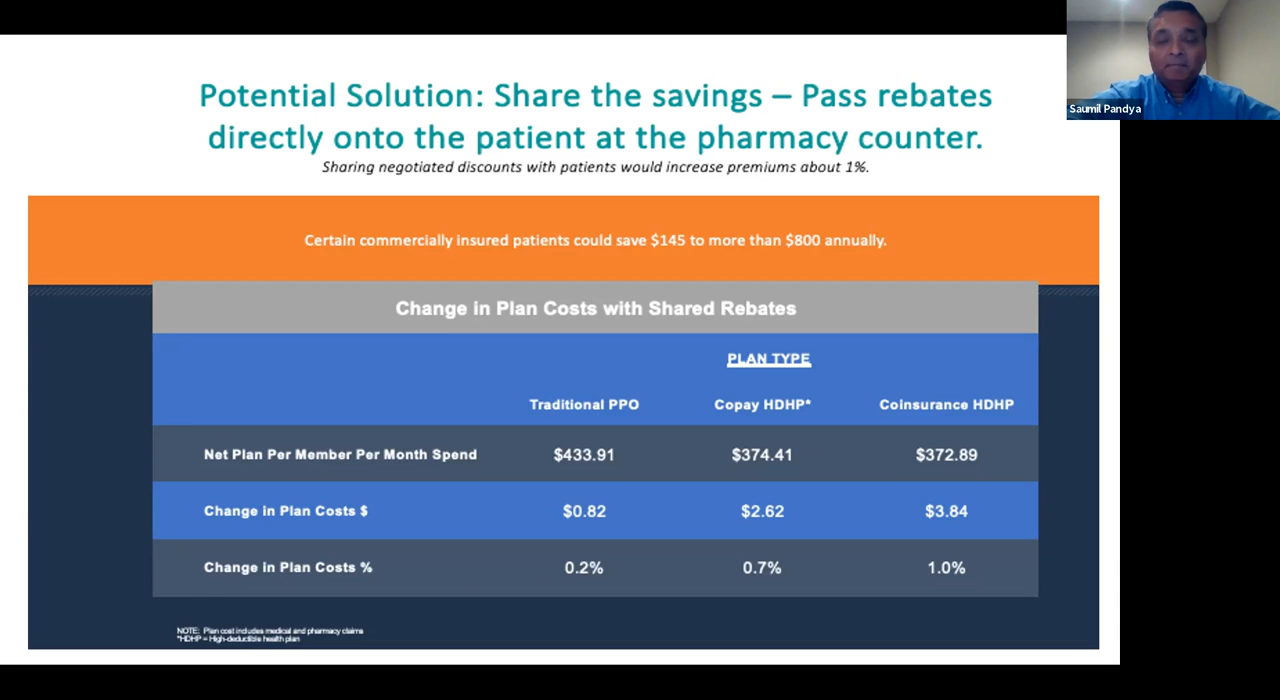 Potential Solution: Share the savings – Pass rebates
directly onto the patient at the pharmacy counter.
Sharing negotiated discounts with patients would increase premiums about 1%.
Saumil Pandya
Certain commercially insured patients could save $145 to more than $800 annually.
Change in Plan Costs with Shared Rebates
PLAN TYPE
Traditional PPO Copay HDHP* Coinsurance HDHP
Net Plan Per Member Per Month Spend $433.91 $374.41 $372.89
Change in Plan Costs $ $0.82 $2.62 $3.84
Change in Plan Costs % 0.2% 0.7% 1.0%
NOTE: Plan cost includes medical and pharmacy claims
*HDHP = High-deductible health plan